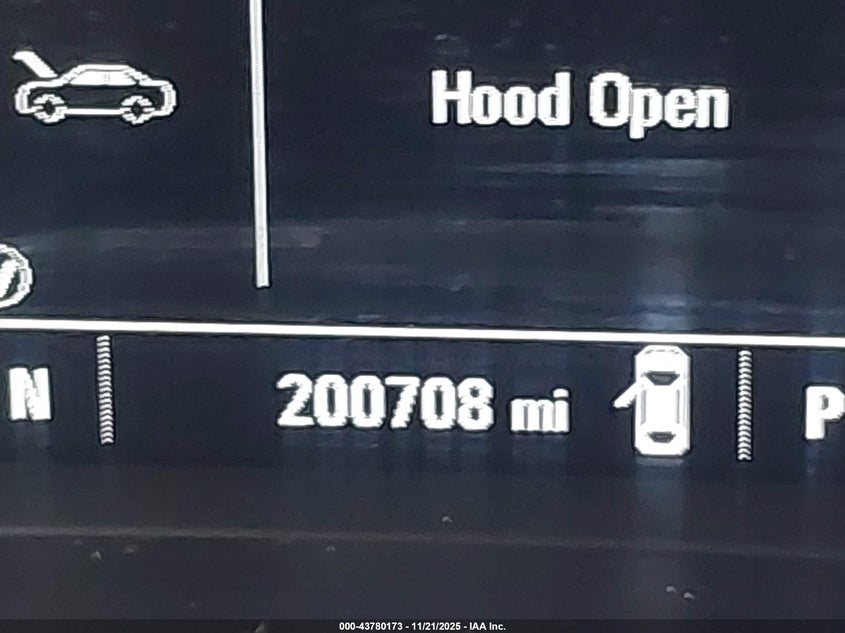 Hood Open
N 200708 mi P
000-43780173 - 11/21/2025 - IAA Inc.